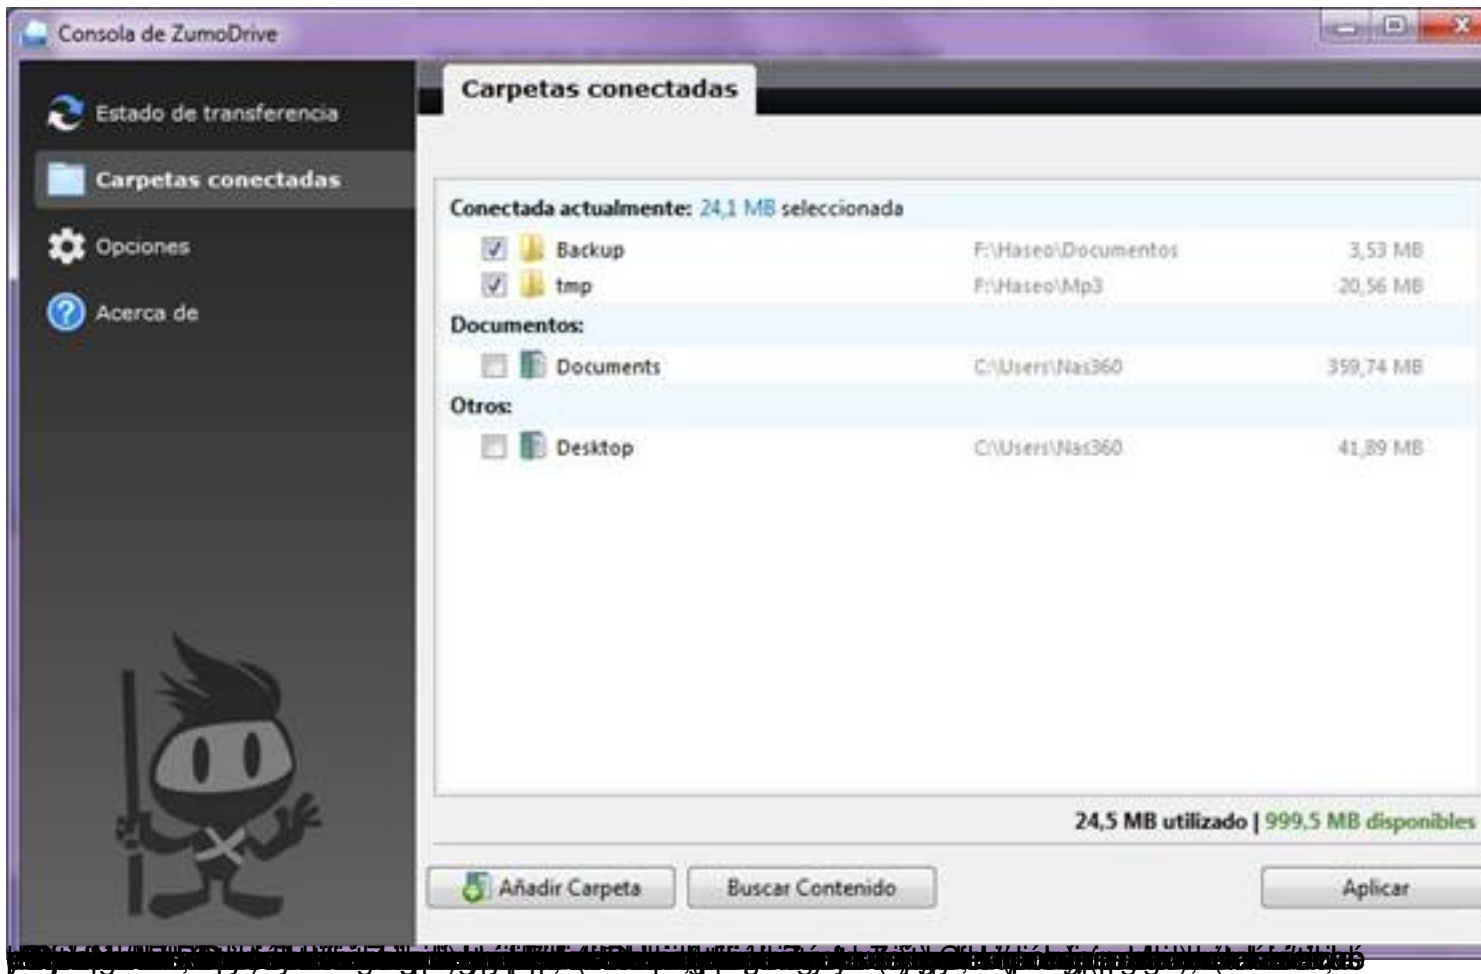 Consola de ZumoDrive
Estado de transferencia
Carpetas conectadas
Opciones
Acerca de
Carpetas conectadas
Conectada actualmente: 24,1 MB seleccionada
Backup F:\Haseo\Documentos 3,53 MB
tmp F:\Haseo\Mp3 20,56 MB
Documentos:
Documents C:\Users\Nas360 359,74 MB
Otros:
Desktop C:\Users\Nas360 41,89 MB
24,5 MB utilizado | 999,5 MB disponibles
Añadir Carpeta Buscar Contenido Aplicar